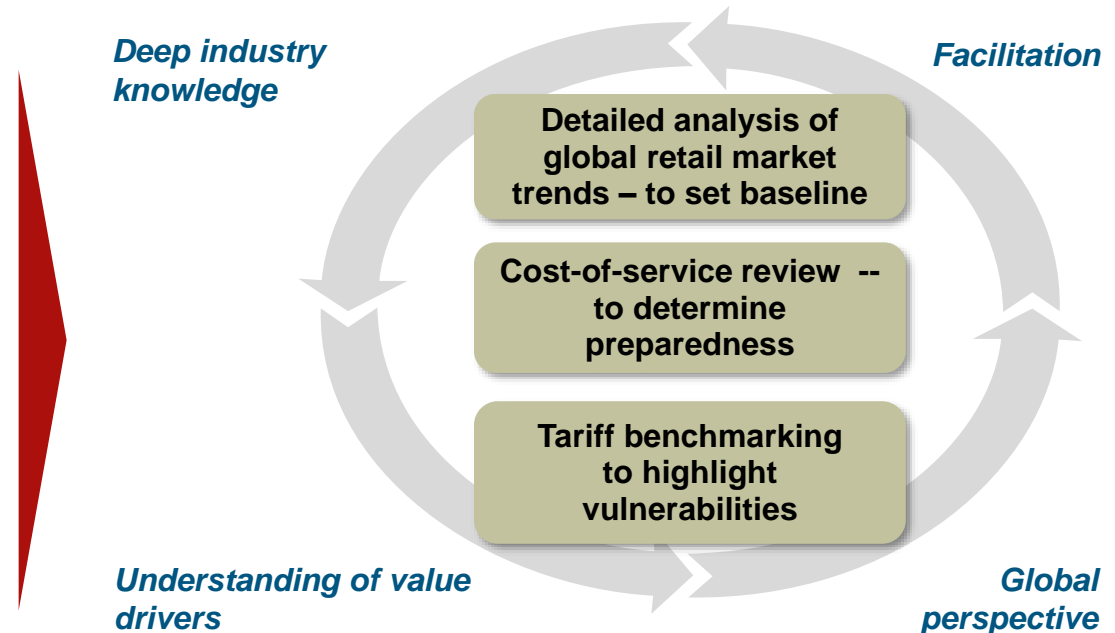 Deep industry
knowledge
Facilitation
Detailed analysis of
global retail market
trends – to set baseline
Cost-of-service review --
to determine
preparedness
Tariff benchmarking
to highlight
vulnerabilities
Understanding of value
drivers
Global
perspective